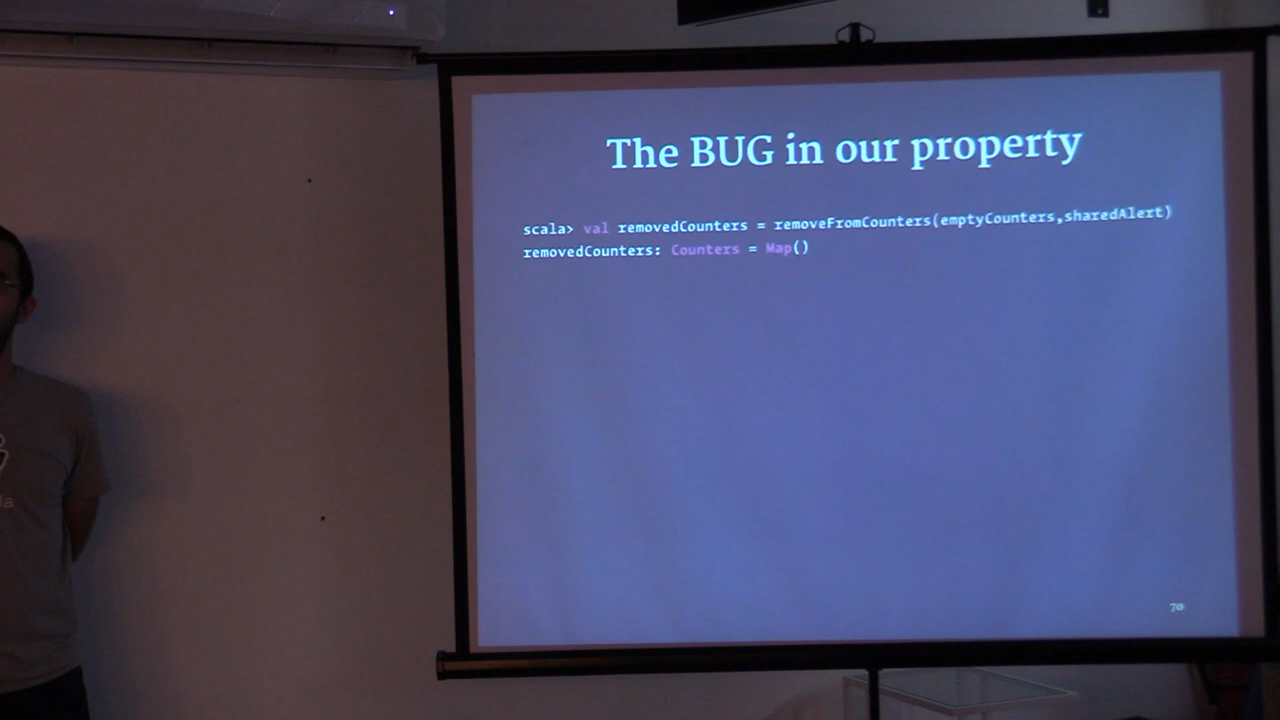 The BUG in our property
scala> val removedCounters = removeFromCounters(emptyCounters,sharedAlert)
removedCounters: Counters = Map()
70